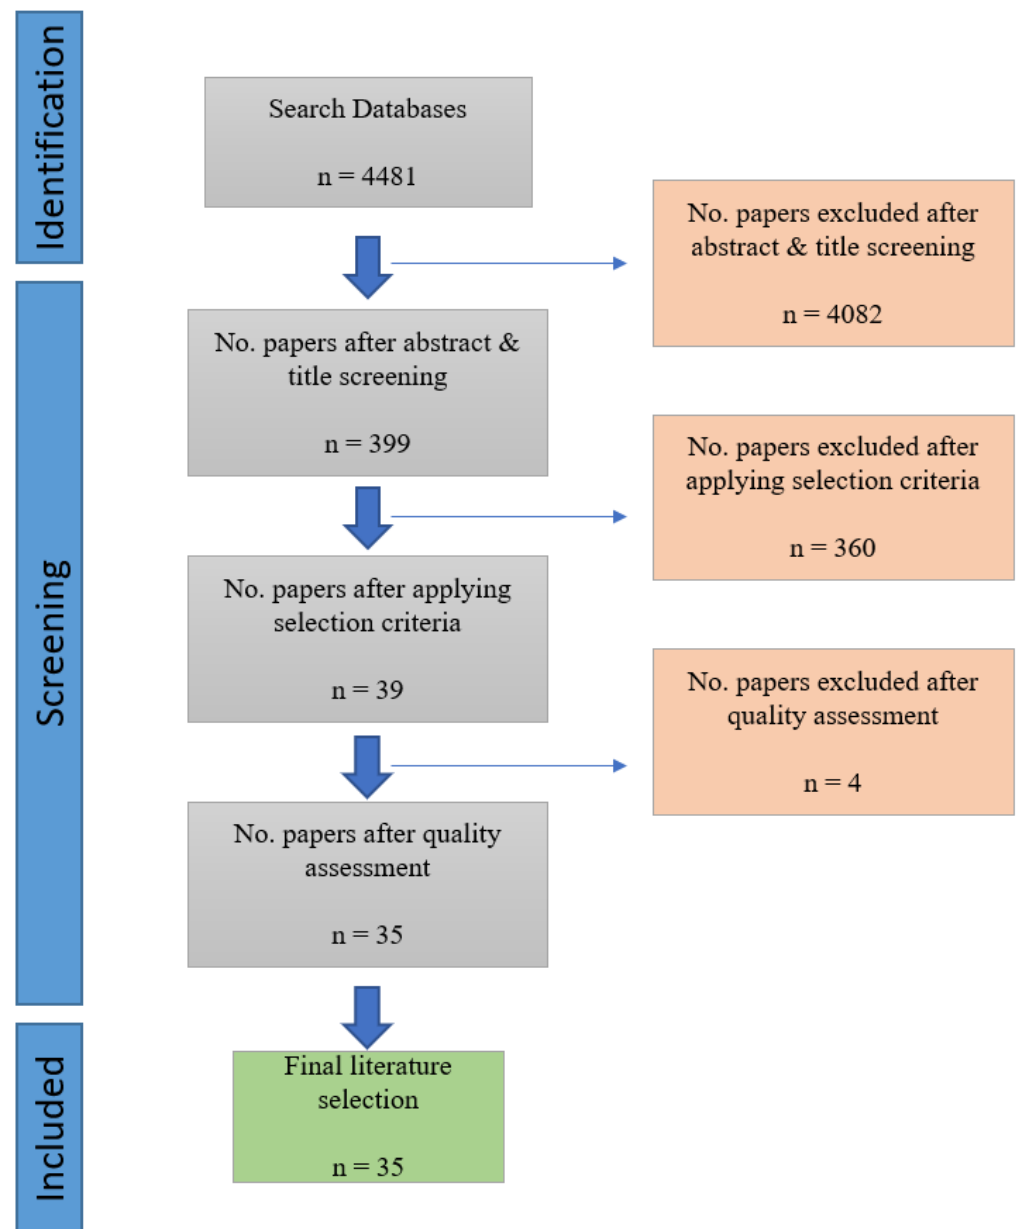 Identification
Search Databases
n = 4481
No. papers excluded after
abstract & title screening
n = 4082
Screening
No. papers after abstract &
title screening
n = 399
No. papers excluded after
applying selection criteria
n = 360
No. papers after applying
selection criteria
n = 39
No. papers excluded after
quality assessment
n = 4
No. papers after quality
assessment
n = 35
Included
Final literature
selection
n = 35